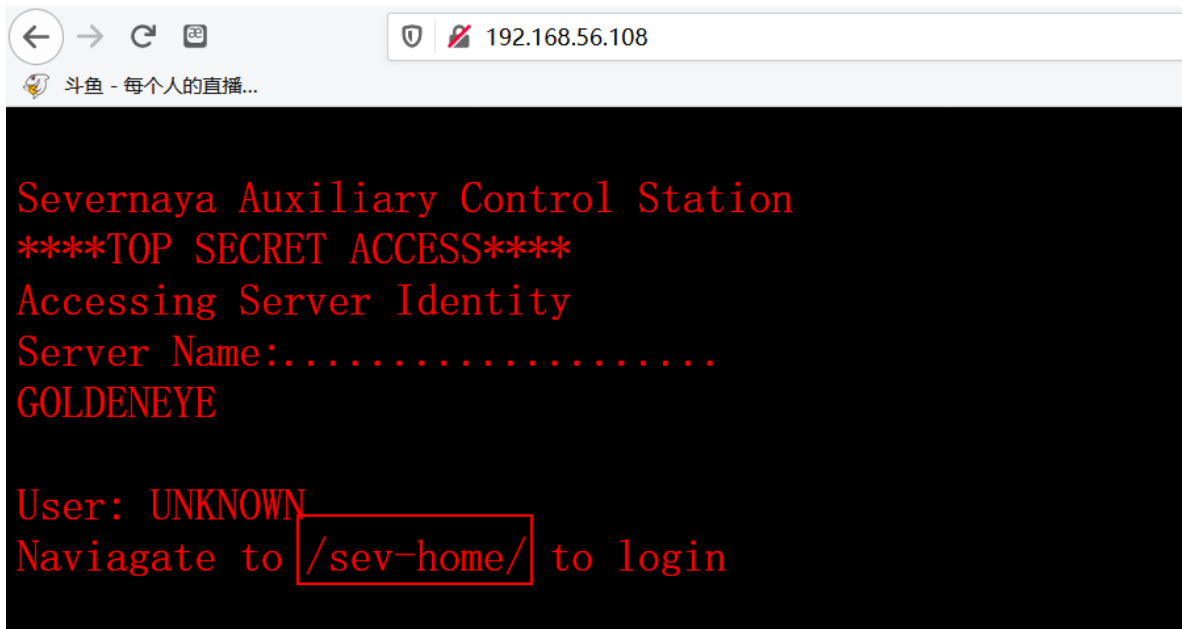 192.168.56.108
斗鱼 - 每个人的直播...
Severnaya Auxiliary Control Station
****TOP SECRET ACCESS****
Accessing Server Identity
Server Name:....................
GOLDENEYE
User: UNKNOWN
Naviagate to /sev-home/ to login